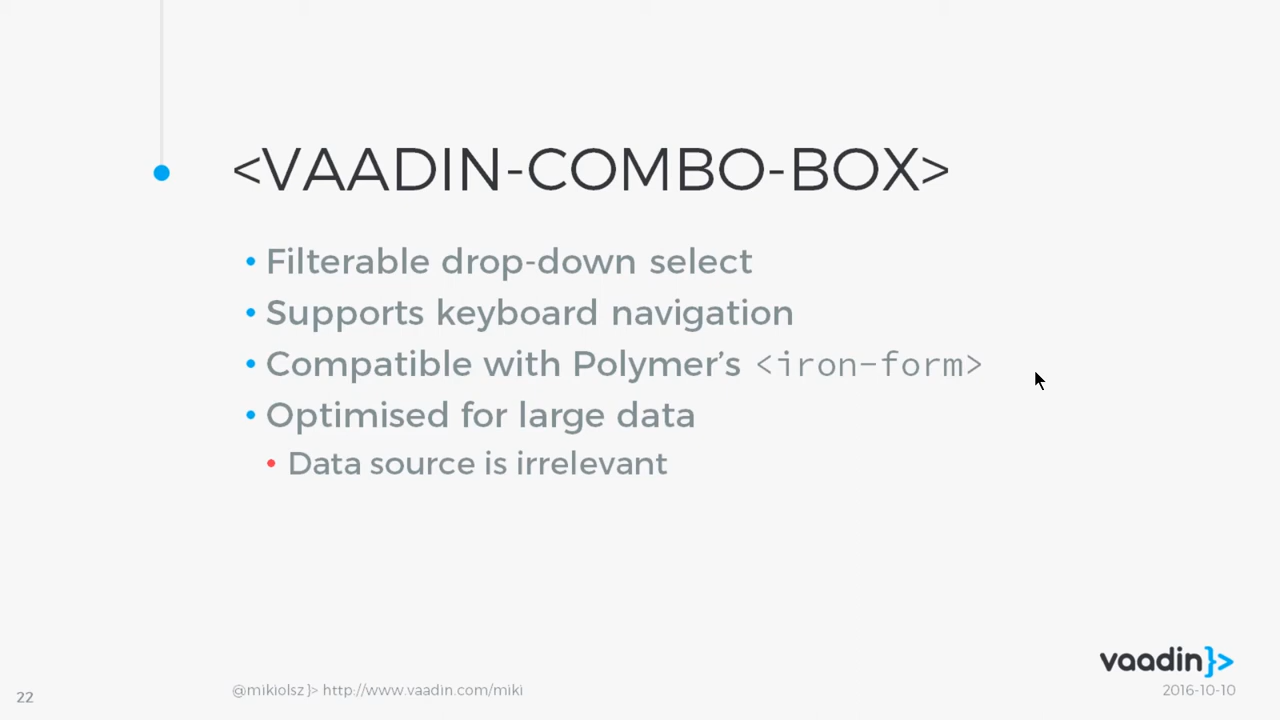 <VAADIN-COMBO-BOX>
• Filterable drop-down select
• Supports keyboard navigation
• Compatible with Polymer’s <iron-form>
• Optimised for large data
• Data source is irrelevant
vaadin}>
22
@mikiolsz }> http://www.vaadin.com/miki
2016-10-10